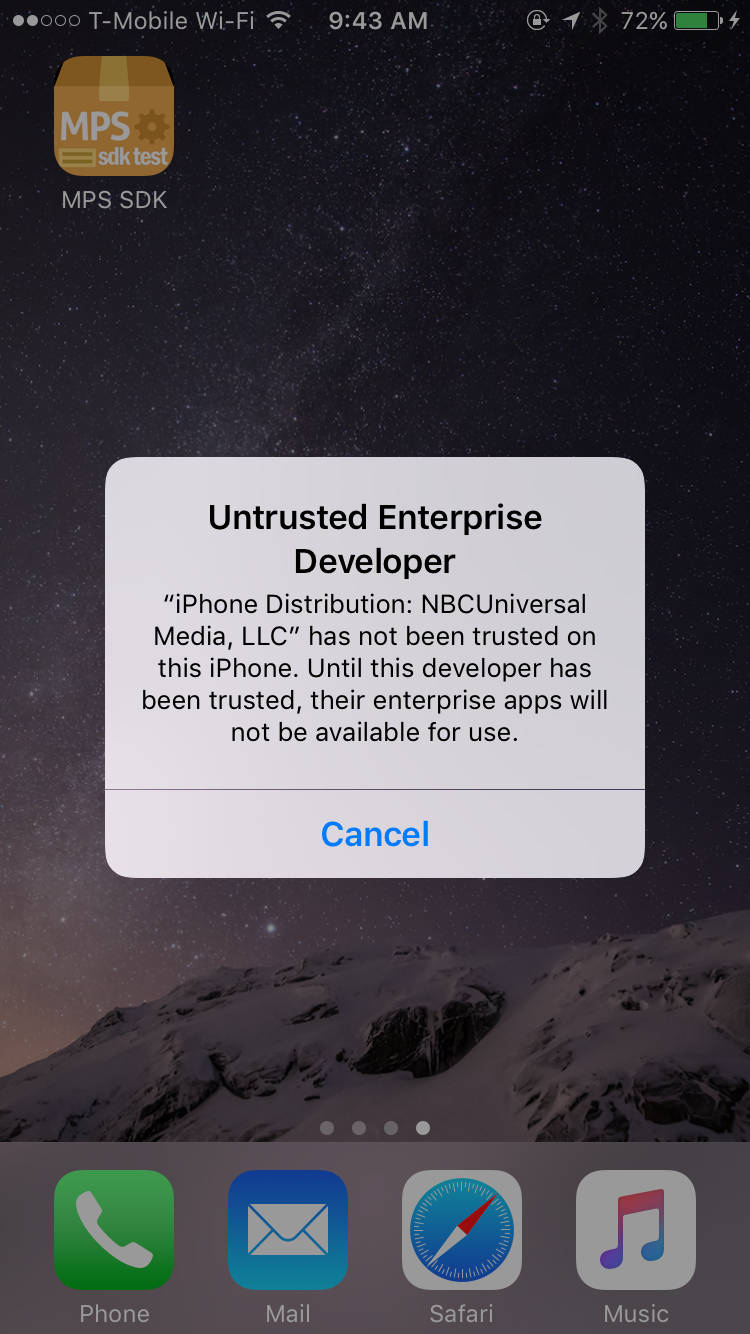 T-Mobile Wi-Fi 9:43 AM 72%
MPS
sdk test
MPS SDK
Untrusted Enterprise
Developer
“iPhone Distribution: NBCUniversal
Media, LLC” has not been trusted on
this iPhone. Until this developer has
been trusted, their enterprise apps will
not be available for use.
Cancel
Phone Mail Safari Music